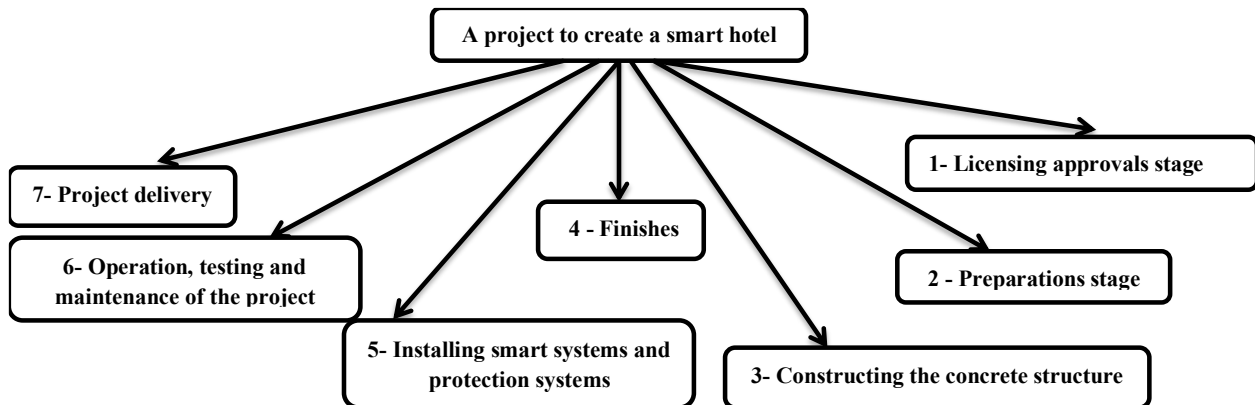 A project to create a smart hotel
1- Licensing approvals stage
7- Project delivery
4 - Finishes
2 - Preparations stage
6- Operation, testing and
maintenance of the project
5- Installing smart systems and
protection systems
3- Constructing the concrete structure